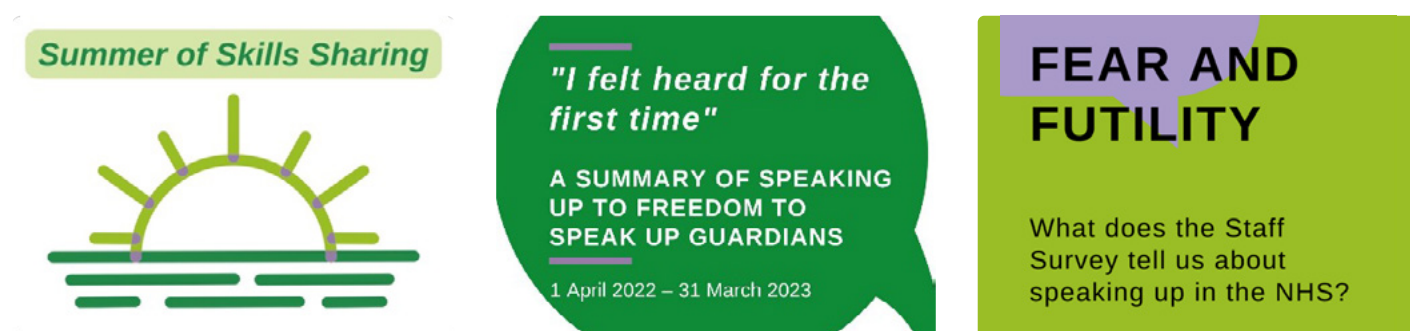 Summer of Skills Sharing
"I felt heard for the
first time"
A SUMMARY OF SPEAKING
UP TO FREEDOM TO
SPEAK UP GUARDIANS
1 April 2022 – 31 March 2023
FEAR AND
FUTILITY
What does the Staff
Survey tell us about
speaking up in the NHS?